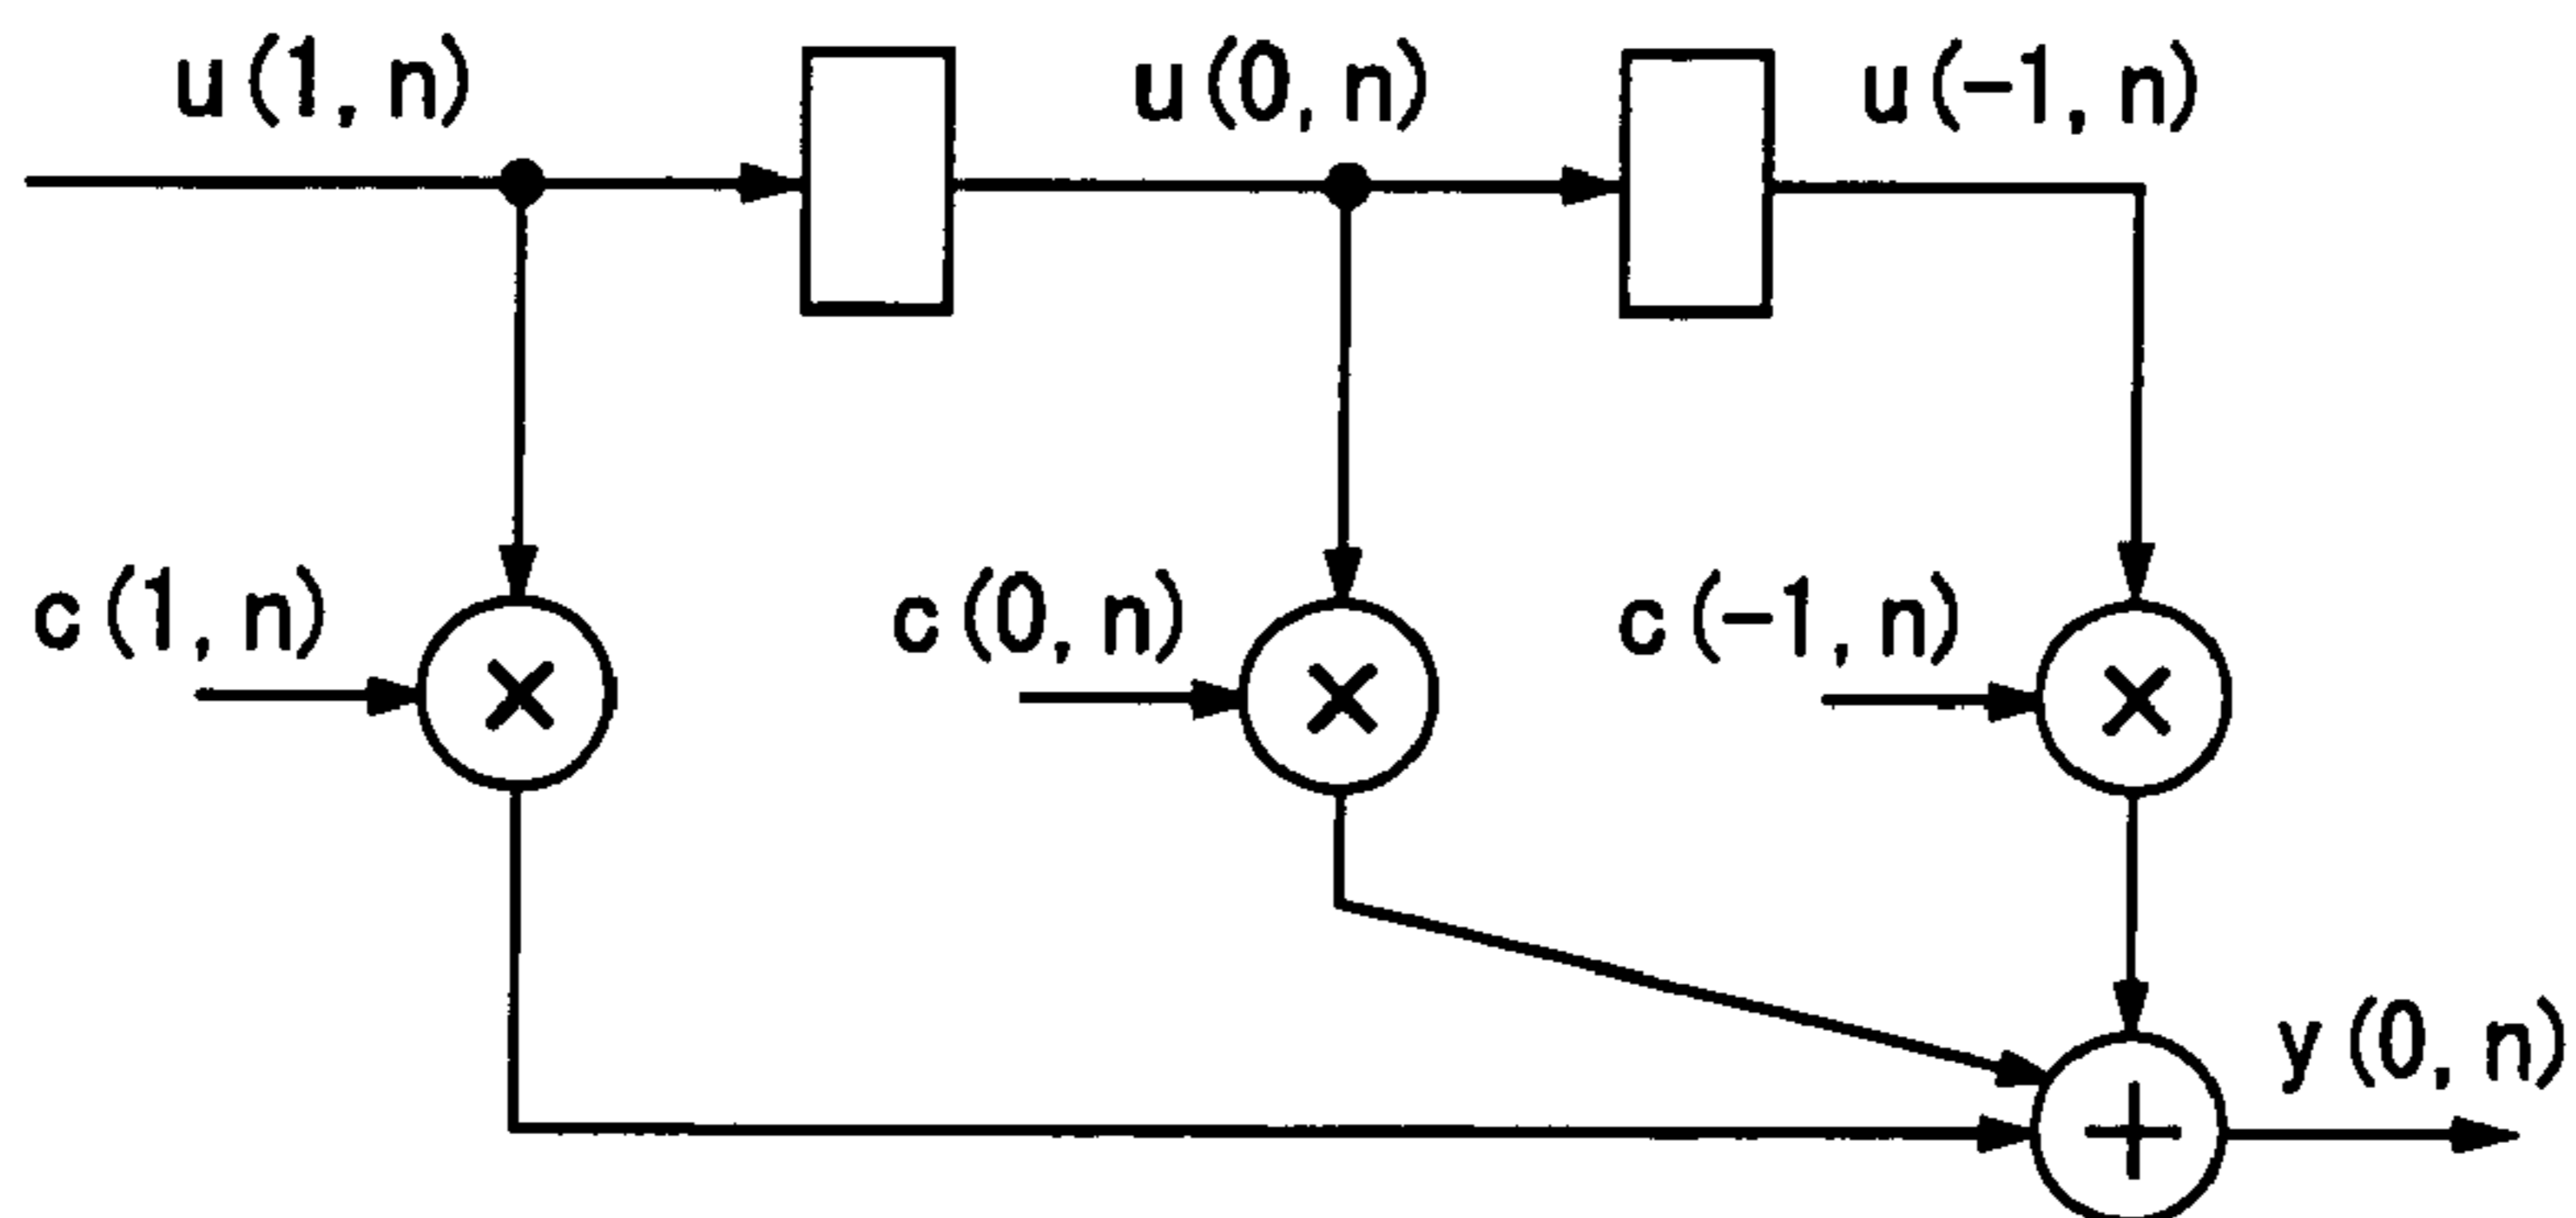 u(1, n)
u(0, n)
u(-1, n)
c(1, n)
c(0, n)
c(-1, n)
×
×
×
y(0, n)
+